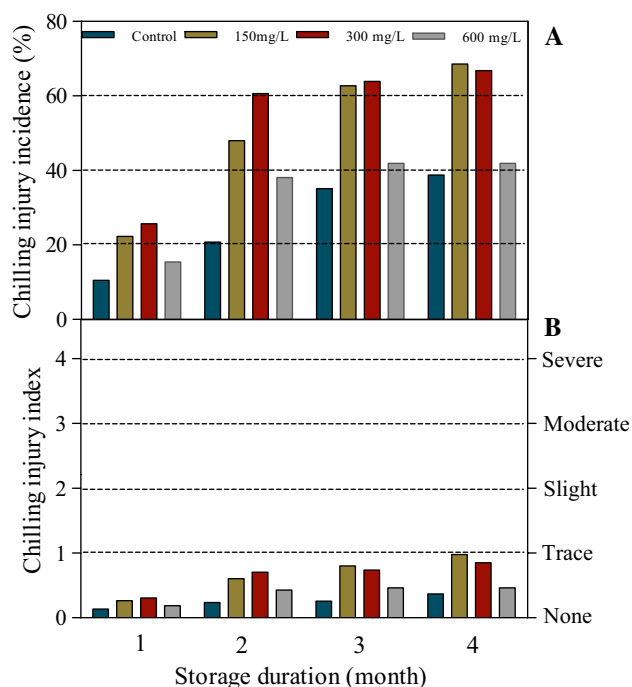 80
Control 150mg/L 300 mg/L 600 mg/L
A
60
40
20
0
Chilling injury incidence (%)
B
4
Severe
3
Moderate
2
Slight
1
Trace
0
None
Chilling injury index
1 2 3 4
Storage duration (month)